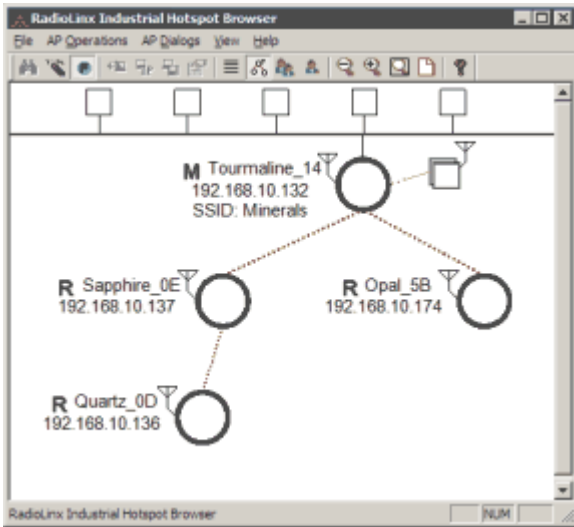 RadioLinx Industrial Hotspot Browser
File AP Operations AP Dialogs View Help
M Tourmaline_14
192.168.10.132
SSID: Minerals
R Sapphire_0E
192.168.10.137
R Opal_5B
192.168.10.174
R Quartz_0D
192.168.10.136
RadioLinx Industrial Hotspot Browser
NUM